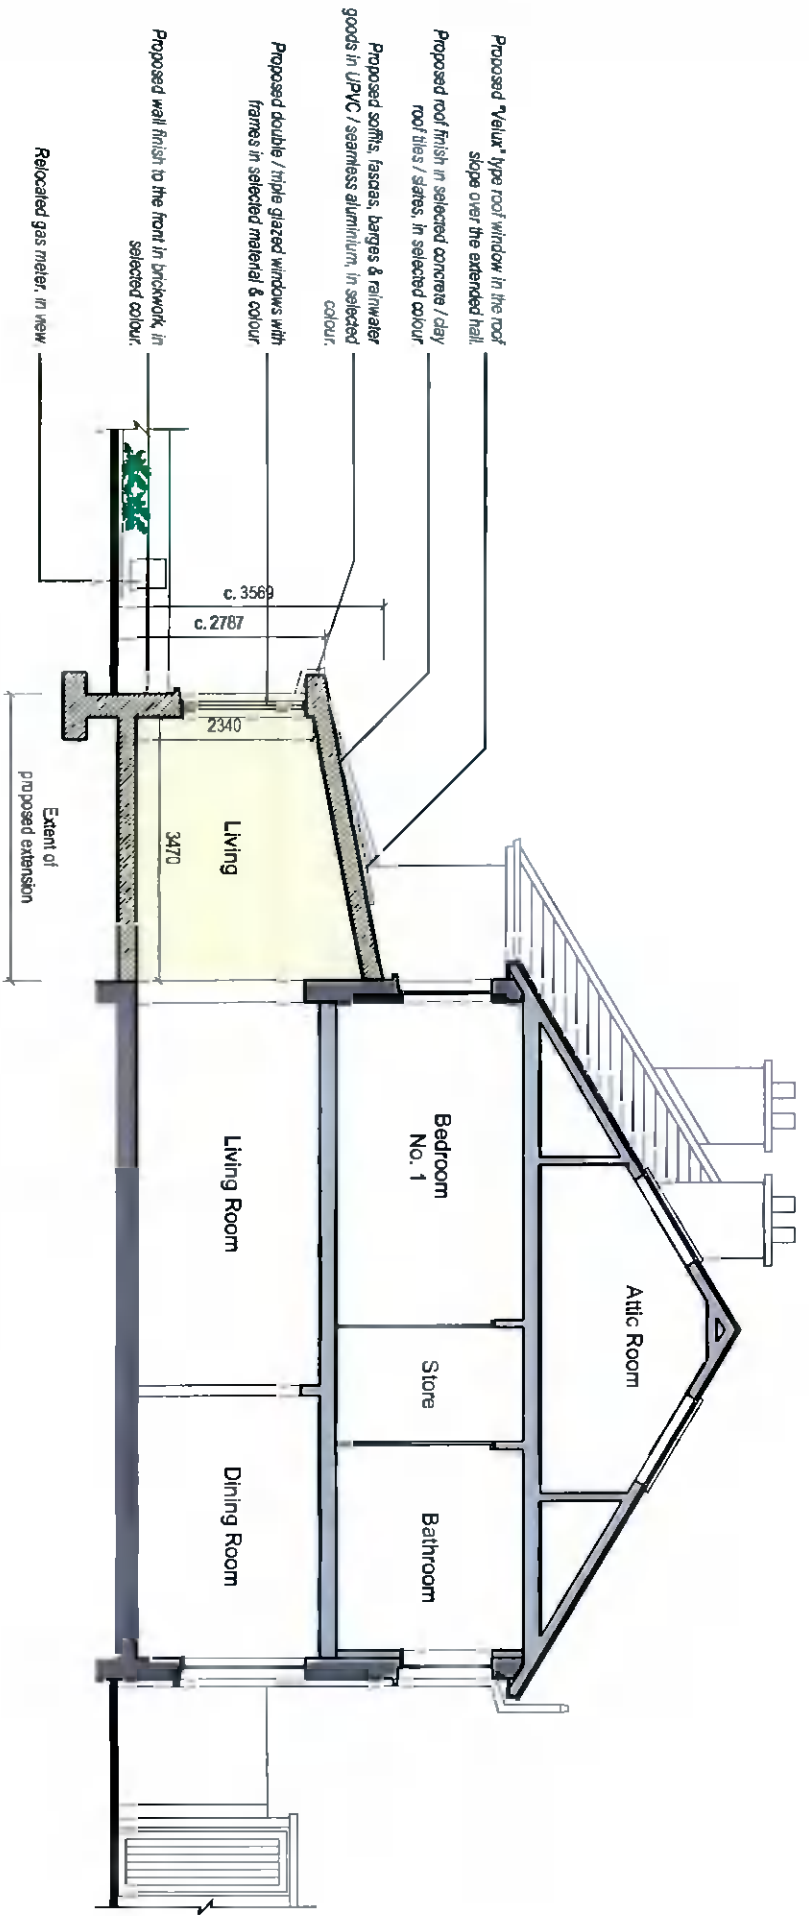 Proposed "Velux" type roof window in the roof
slope over the extended hall.
Proposed roof finish in selected concrete / clay
roof tiles / slates, in selected colour.
Proposed soffits, fascias, barges & rainwater
goods in UPVC / seamless aluminium, in selected
colour.
Proposed double / triple glazed windows with
frames in selected material & colour
Proposed wall finish to the front in brickwork, in
selected colour.
Relocated gas meter, in view.
c. 3569
c. 2787
2340
3470
Living
Extent of
proposed extension
Attic Room
Bedroom
No. 1
Store
Bathroom
Living Room
Dining Room